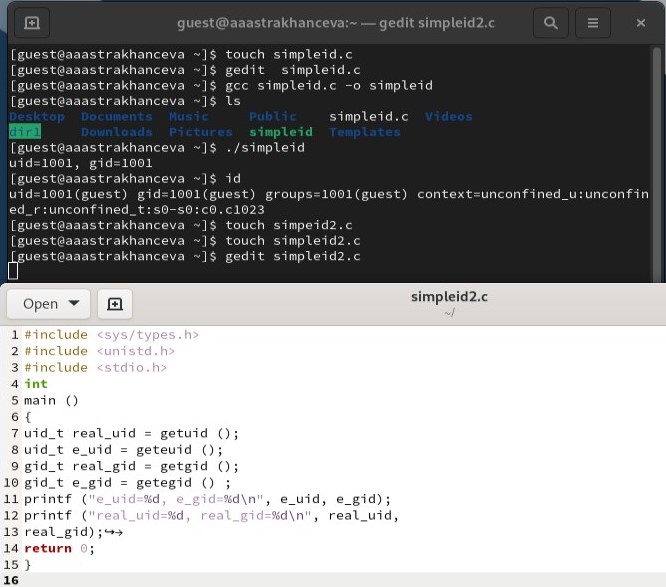 guest@aaastrakhanceva:~ — gedit simpleid2.c
[guest@aaastrakhanceva ~]$ touch simpleid.c
[guest@aaastrakhanceva ~]$ gedit  simpleid.c
[guest@aaastrakhanceva ~]$ gcc simpleid.c -o simpleid
[guest@aaastrakhanceva ~]$ ls
Desktop  Documents  Music     Public    simpleid.c  Videos
dir1     Downloads  Pictures  simpleid  Templates
[guest@aaastrakhanceva ~]$ ./simpleid
uid=1001, gid=1001
[guest@aaastrakhanceva ~]$ id
uid=1001(guest) gid=1001(guest) groups=1001(guest) context=unconfined_u:unconfin
ed_r:unconfined_t:s0-s0:c0.c1023
[guest@aaastrakhanceva ~]$ touch simpeid2.c
[guest@aaastrakhanceva ~]$ touch simpleid2.c
[guest@aaastrakhanceva ~]$ gedit simpleid2.c
Open
simpleid2.c
~/
1 #include <sys/types.h>
2 #include <unistd.h>
3 #include <stdio.h>
4 int
5 main ()
6 {
7 uid_t real_uid = getuid ();
8 uid_t e_uid = geteuid ();
9 gid_t real_gid = getgid ();
10 gid_t e_gid = getegid () ;
11 printf ("e_uid=%d, e_gid=%d\n", e_uid, e_gid);
12 printf ("real_uid=%d, real_gid=%d\n", real_uid,
13 real_gid);↪→
14 return 0;
15 }
16